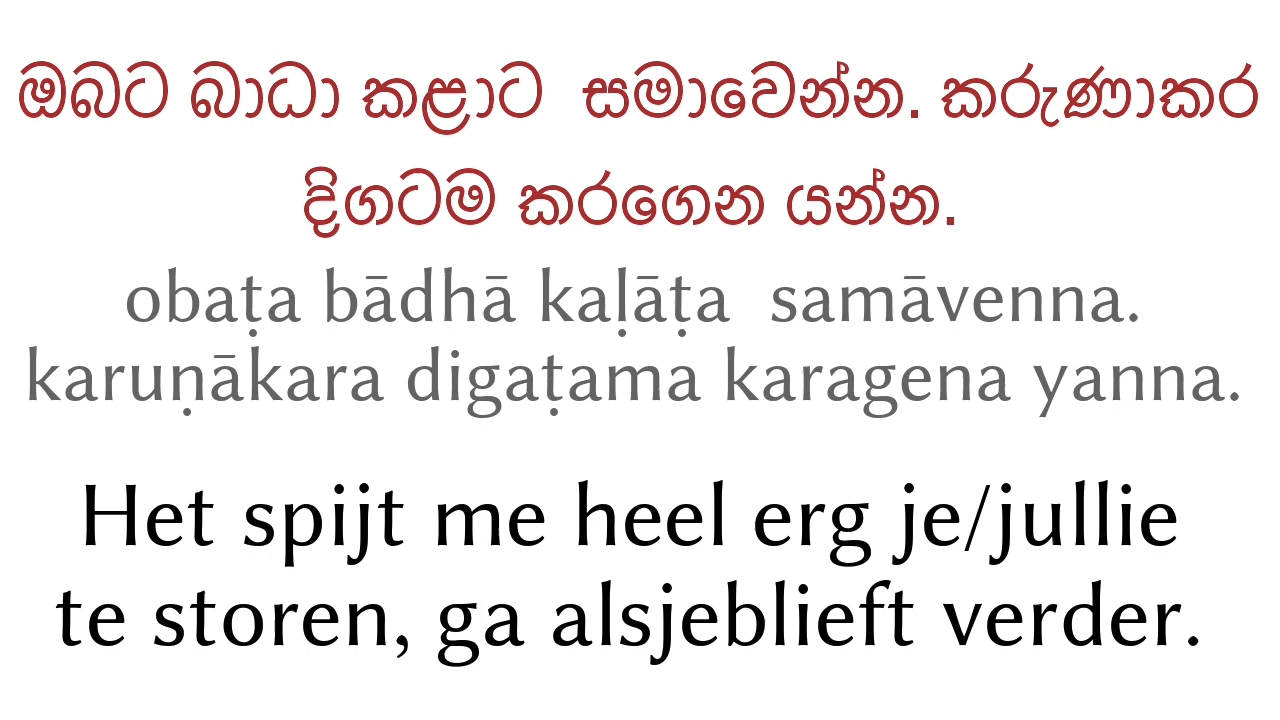 ඔබට බාධා කළාට  සමාවෙන්න. කරුණාකර
දිගටම කරගෙන යන්න.
obaṭa bādhā kaḷāṭa  samāvenna.
karuṇākara digaṭama karagena yanna.
Het spijt me heel erg je/jullie
te storen, ga alsjeblieft verder.